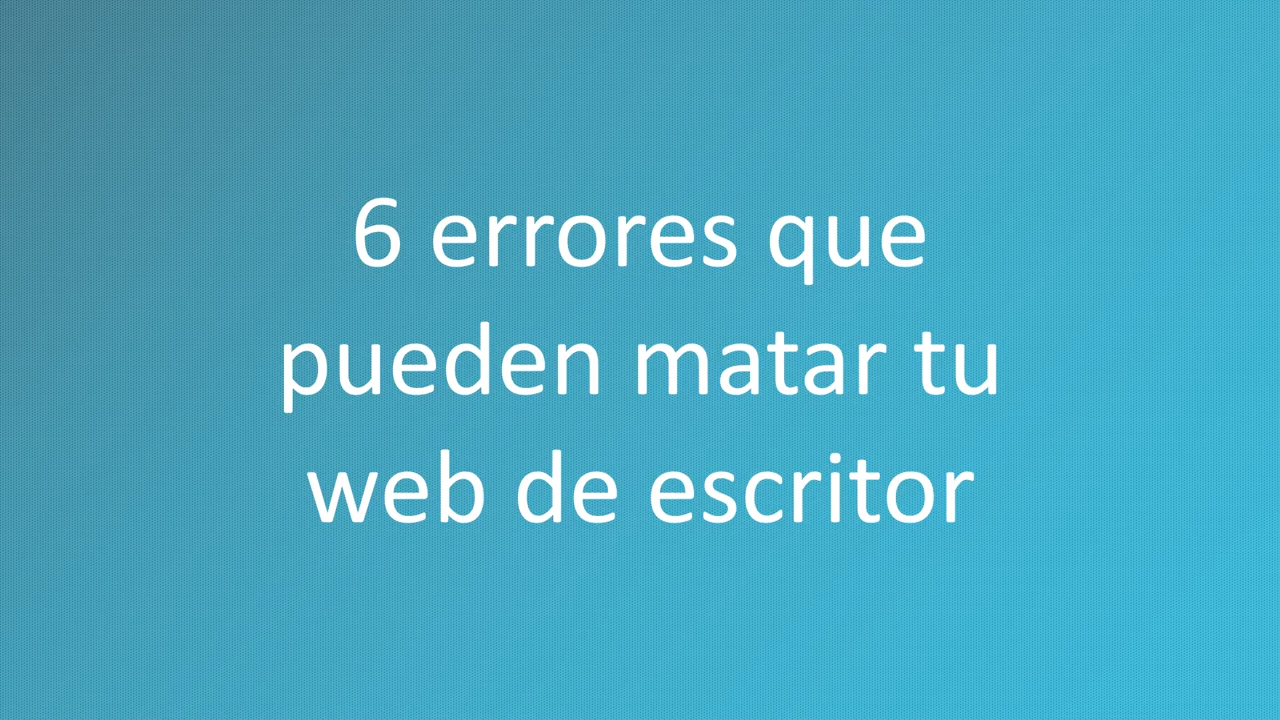 6 errores que
pueden matar tu
web de escritor